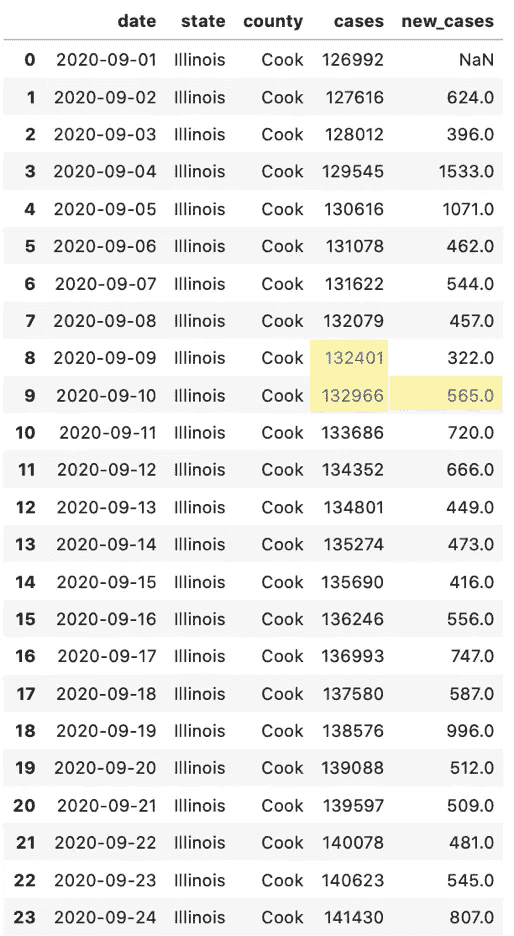 date state county cases new_cases
0 2020-09-01 Illinois Cook 126992 NaN
1 2020-09-02 Illinois Cook 127616 624.0
2 2020-09-03 Illinois Cook 128012 396.0
3 2020-09-04 Illinois Cook 129545 1533.0
4 2020-09-05 Illinois Cook 130616 1071.0
5 2020-09-06 Illinois Cook 131078 462.0
6 2020-09-07 Illinois Cook 131622 544.0
7 2020-09-08 Illinois Cook 132079 457.0
8 2020-09-09 Illinois Cook 132401 322.0
9 2020-09-10 Illinois Cook 132966 565.0
10 2020-09-11 Illinois Cook 133686 720.0
11 2020-09-12 Illinois Cook 134352 666.0
12 2020-09-13 Illinois Cook 134801 449.0
13 2020-09-14 Illinois Cook 135274 473.0
14 2020-09-15 Illinois Cook 135690 416.0
15 2020-09-16 Illinois Cook 136246 556.0
16 2020-09-17 Illinois Cook 136993 747.0
17 2020-09-18 Illinois Cook 137580 587.0
18 2020-09-19 Illinois Cook 138576 996.0
19 2020-09-20 Illinois Cook 139088 512.0
20 2020-09-21 Illinois Cook 139597 509.0
21 2020-09-22 Illinois Cook 140078 481.0
22 2020-09-23 Illinois Cook 140623 545.0
23 2020-09-24 Illinois Cook 141430 807.0